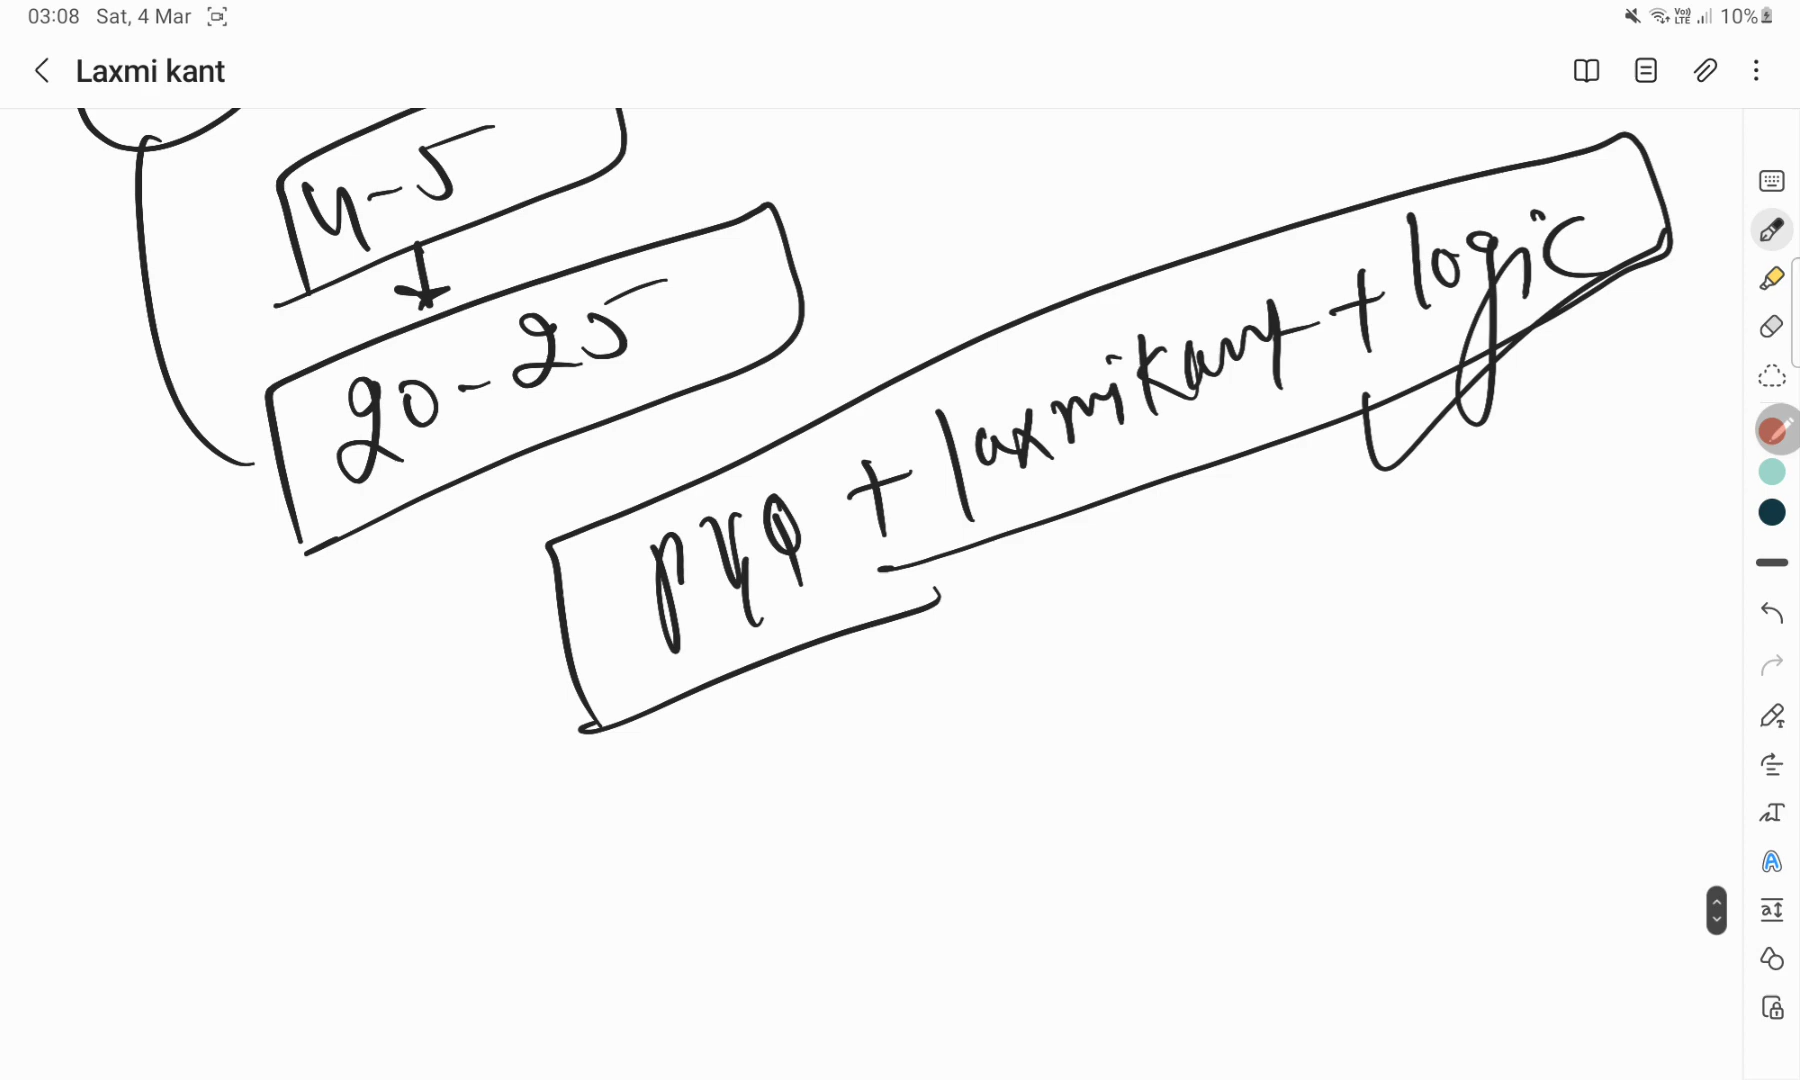 03:08 Sat, 4 Mar 10%
Laxmi kant
4-5
20-25
PYQ + laxmikant + logic